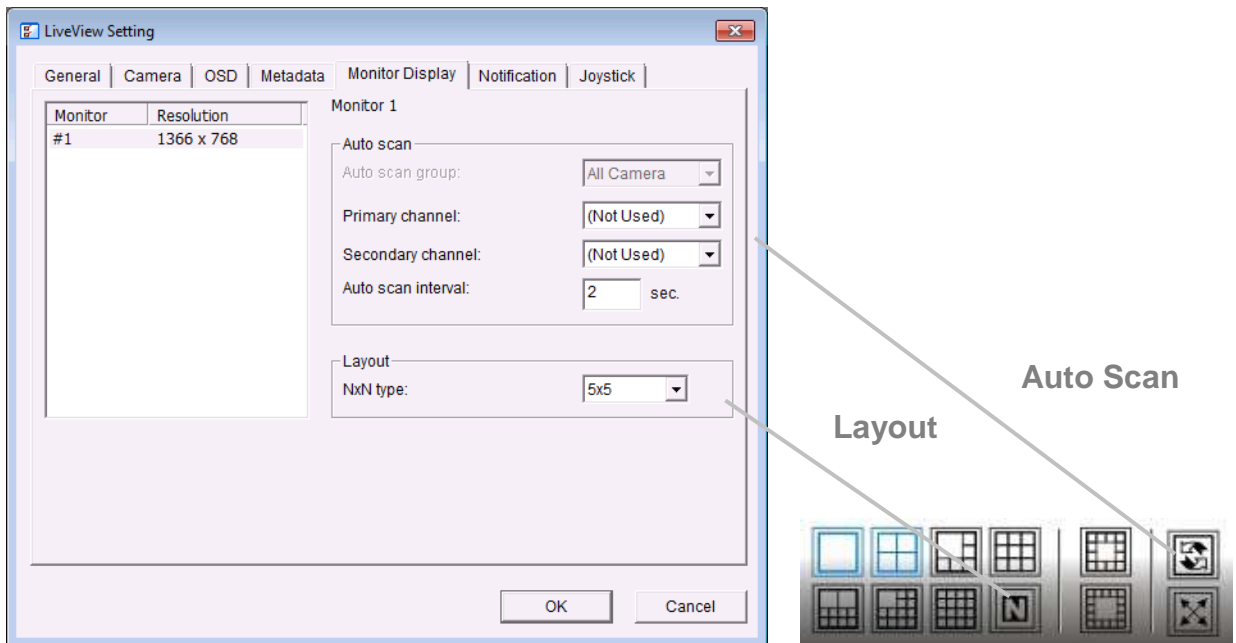 LiveView Setting
General Camera OSD Metadata Monitor Display Notification Joystick
Monitor Resolution
#1 1366 x 768
Monitor 1
Auto scan
Auto scan group: All Camera
Primary channel: (Not Used)
Secondary channel: (Not Used)
Auto scan interval: 2 sec.
Layout
NxN type: 5x5
OK Cancel
Auto Scan
Layout
N